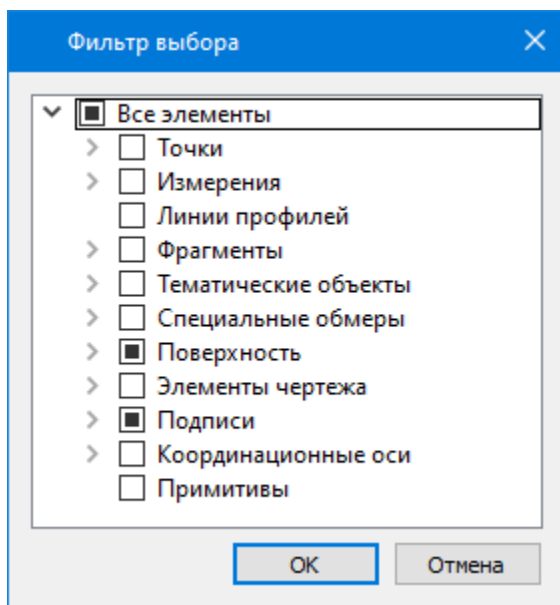 Фильтр выбора
Все элементы
Точки
Измерения
Линии профилей
Фрагменты
Тематические объекты
Специальные обмеры
Поверхность
Элементы чертежа
Подписи
Координационные оси
Примитивы
ОК Отмена